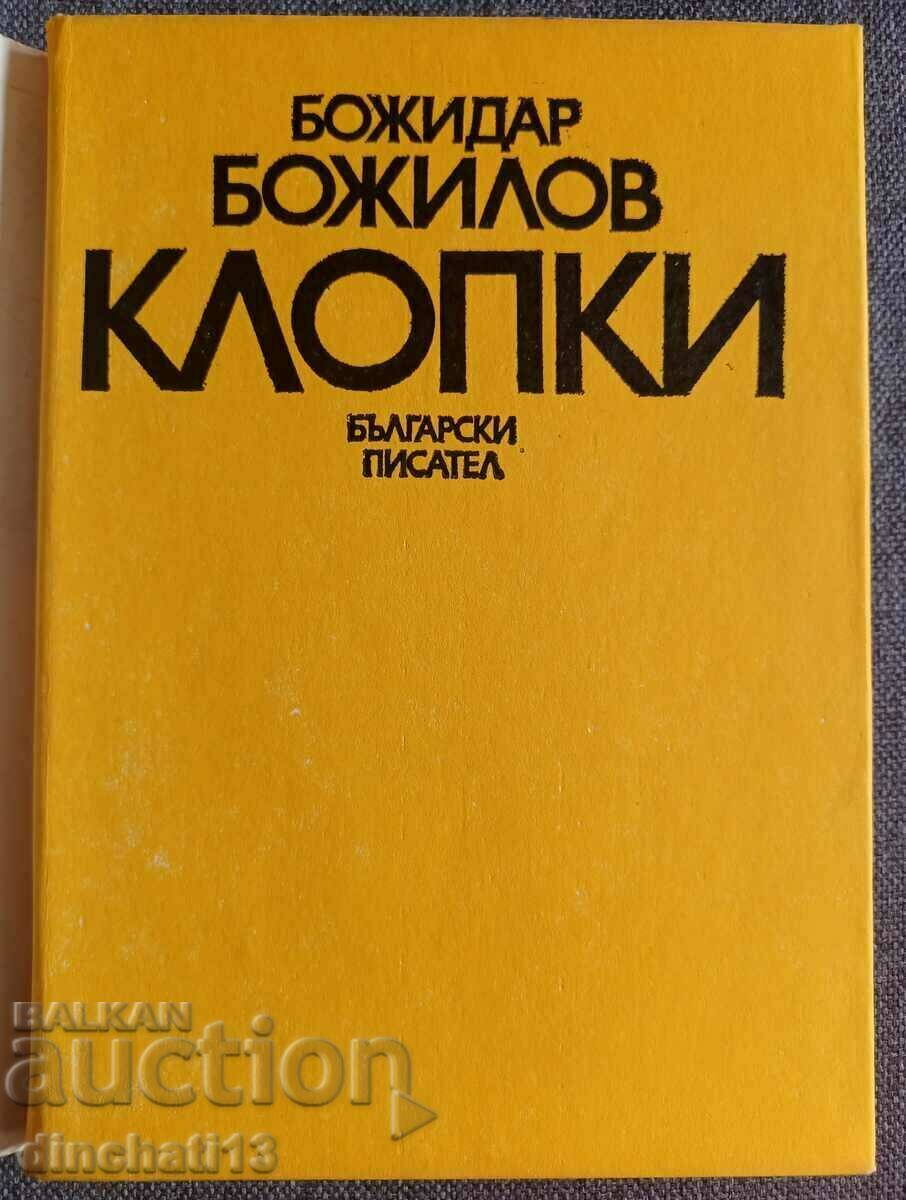 БОЖИДАР
БОЖИЛОВ
КЛОПКИ
БЪЛГАРСКИ
ПИСАТЕЛ
BALKAN
auction
dinchati13